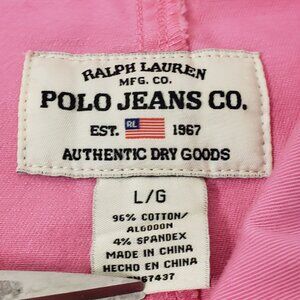 RALPH LAUREN
MFG. CO.
POLO JEANS CO.
EST. RL 1967
AUTHENTIC DRY GOODS
L/G
96% COTTON/
ALGODON
4% SPANDEX
MADE IN CHINA
HECHO EN CHINA